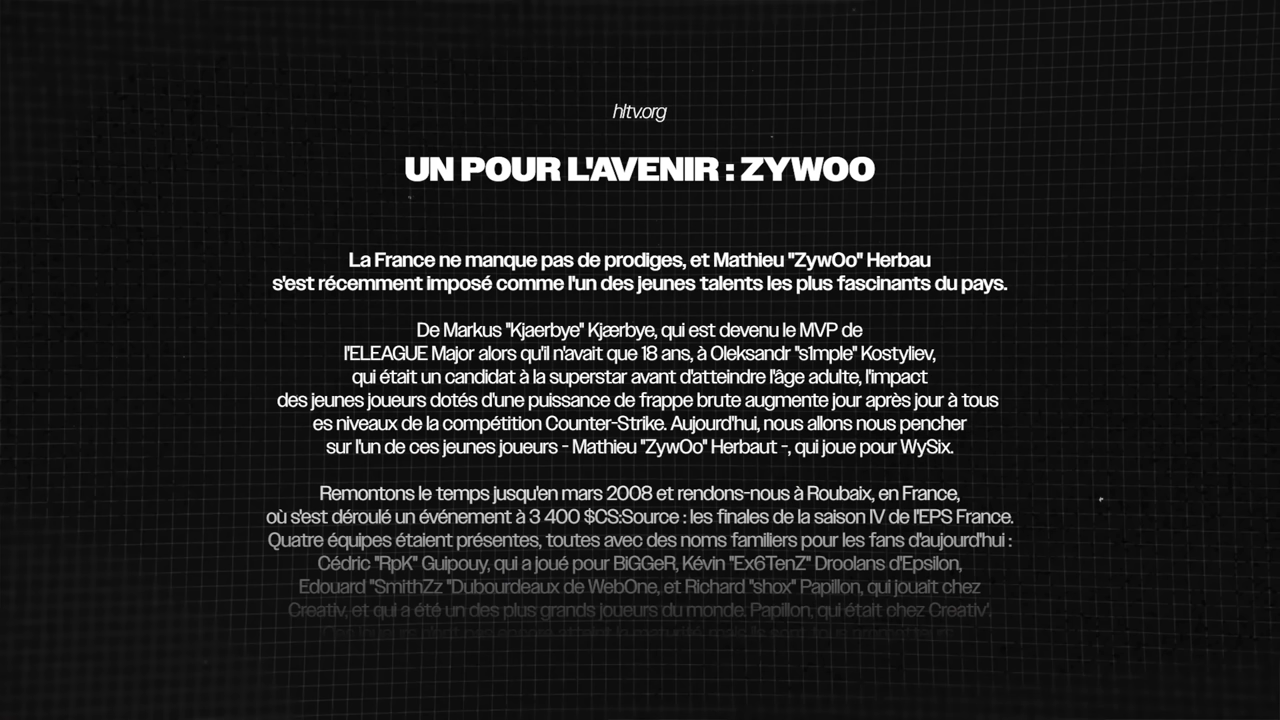 hltv.org
UN POUR L'AVENIR : ZYWOO
La France ne manque pas de prodiges, et Mathieu "ZywOo" Herbau
s'est récemment imposé comme l'un des jeunes talents les plus fascinants du pays.
De Markus "Kjaerbye" Kjærbye, qui est devenu le MVP de
l'ELEAGUE Major alors qu'il n'avait que 18 ans, à Oleksandr "s1mple" Kostyliev,
qui était un candidat à la superstar avant d'atteindre l'âge adulte, l'impact
des jeunes joueurs dotés d'une puissance de frappe brute augmente jour après jour à tous
es niveaux de la compétition Counter-Strike. Aujourd'hui, nous allons nous pencher
sur l'un de ces jeunes joueurs - Mathieu "ZywOo" Herbaut -, qui joue pour WySix.
Remontons le temps jusqu'en mars 2008 et rendons-nous à Roubaix, en France,
où s'est déroulé un événement à 3 400 $CS:Source : les finales de la saison IV de l'EPS France.
Quatre équipes étaient présentes, toutes avec des noms familiers pour les fans d'aujourd'hui :
Cédric "RpK" Guipouy, qui a joué pour BiGGeR, Kévin "Ex6TenZ" Droolans d'Epsilon,
Edouard "SmithZz "Dubourdeaux de WebOne, et Richard "shox" Papillon, qui jouait chez
Creativ, et qui a été un des plus grands joueurs du monde. Papillon, qui était chez Creativ'.